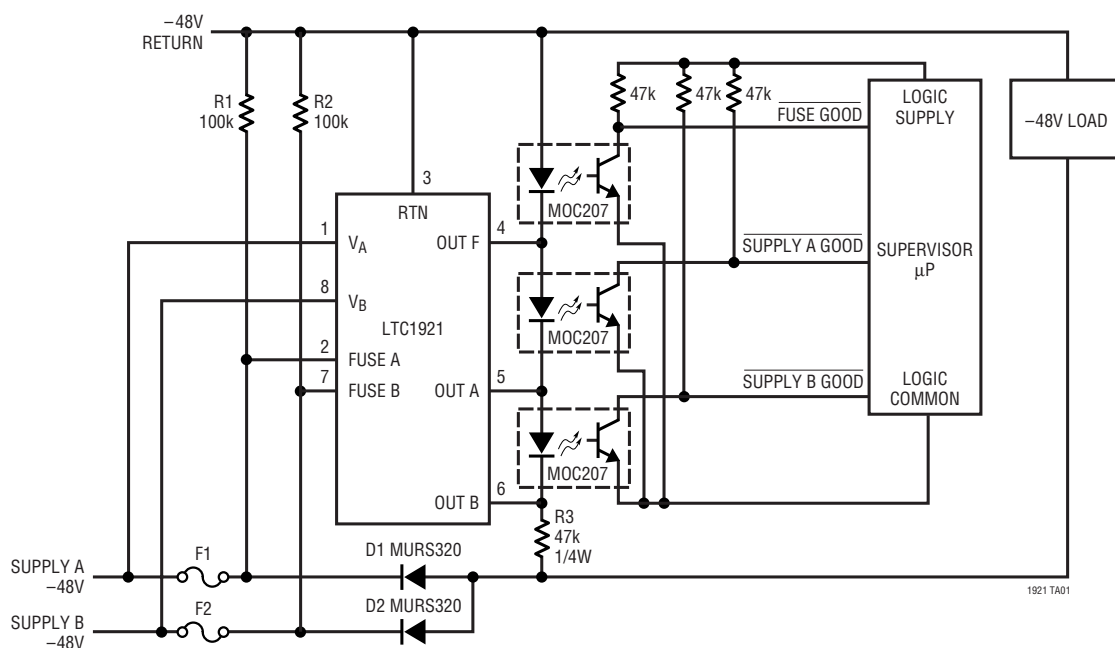 –48V
RETURN
R1
100k
R2
100k
47k
47k
47k
LOGIC
SUPPLY
–48V LOAD
FUSE GOOD
MOC207
3
RTN
1
VA
OUT F
4
SUPPLY A GOOD
SUPERVISOR
µP
8
VB
LTC1921
MOC207
2
FUSE A
7
FUSE B
OUT A
5
SUPPLY B GOOD
LOGIC
COMMON
MOC207
OUT B
6
R3
47k
1/4W
SUPPLY A
–48V
F1
D1 MURS320
SUPPLY B
–48V
F2
D2 MURS320
1921 TA01